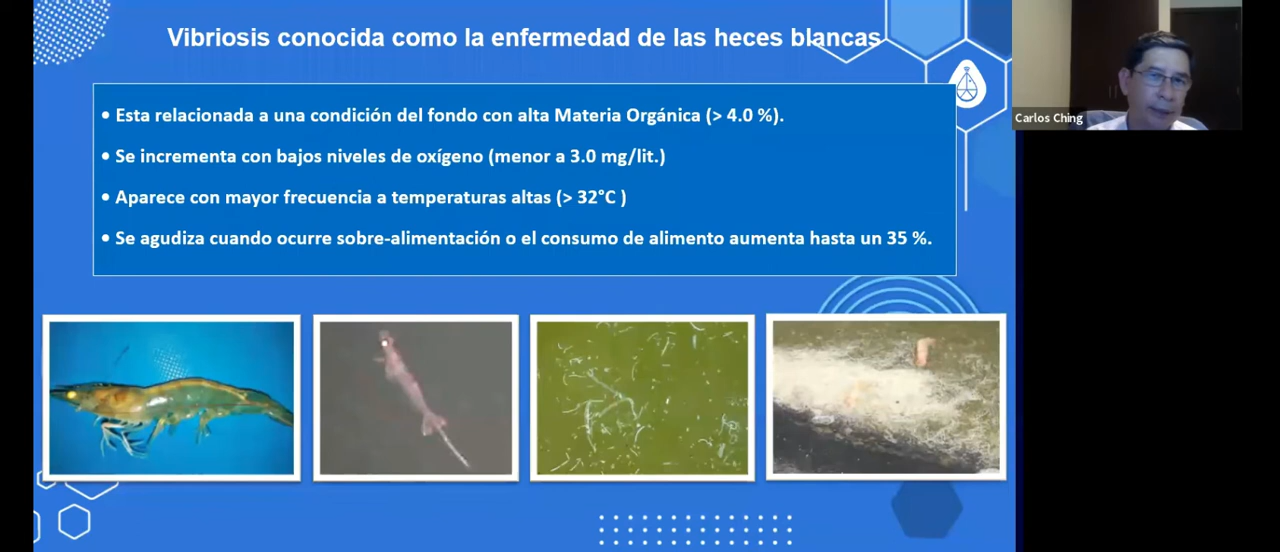 Vibriosis conocida como la enfermedad de las heces blancas
• Esta relacionada a una condición del fondo con alta Materia Orgánica (> 4.0 %).
• Se incrementa con bajos niveles de oxígeno (menor a 3.0 mg/lit.)
• Aparece con mayor frecuencia a temperaturas altas (> 32°C )
• Se agudiza cuando ocurre sobre-alimentación o el consumo de alimento aumenta hasta un 35 %.
Carlos Ching